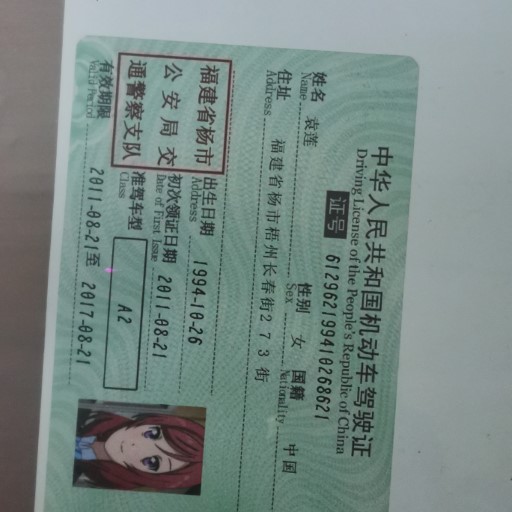 中华人民共和国机动车驾驶证
Driving License of the People's Republic of China
证号 612962199410268621
姓名 袁莲 性别 女 国籍 中国
Name Sex Nationality
住址 福建省杨市梧州长春街273街
Address
福建省杨市
公安局交
通警察支队
出生日期 1994-10-26
Address
初次领证日期 2011-08-21
Date of First Issue
准驾车型 A2
Class
有效期限 2011-08-21至 2017-08-21
Valid Period